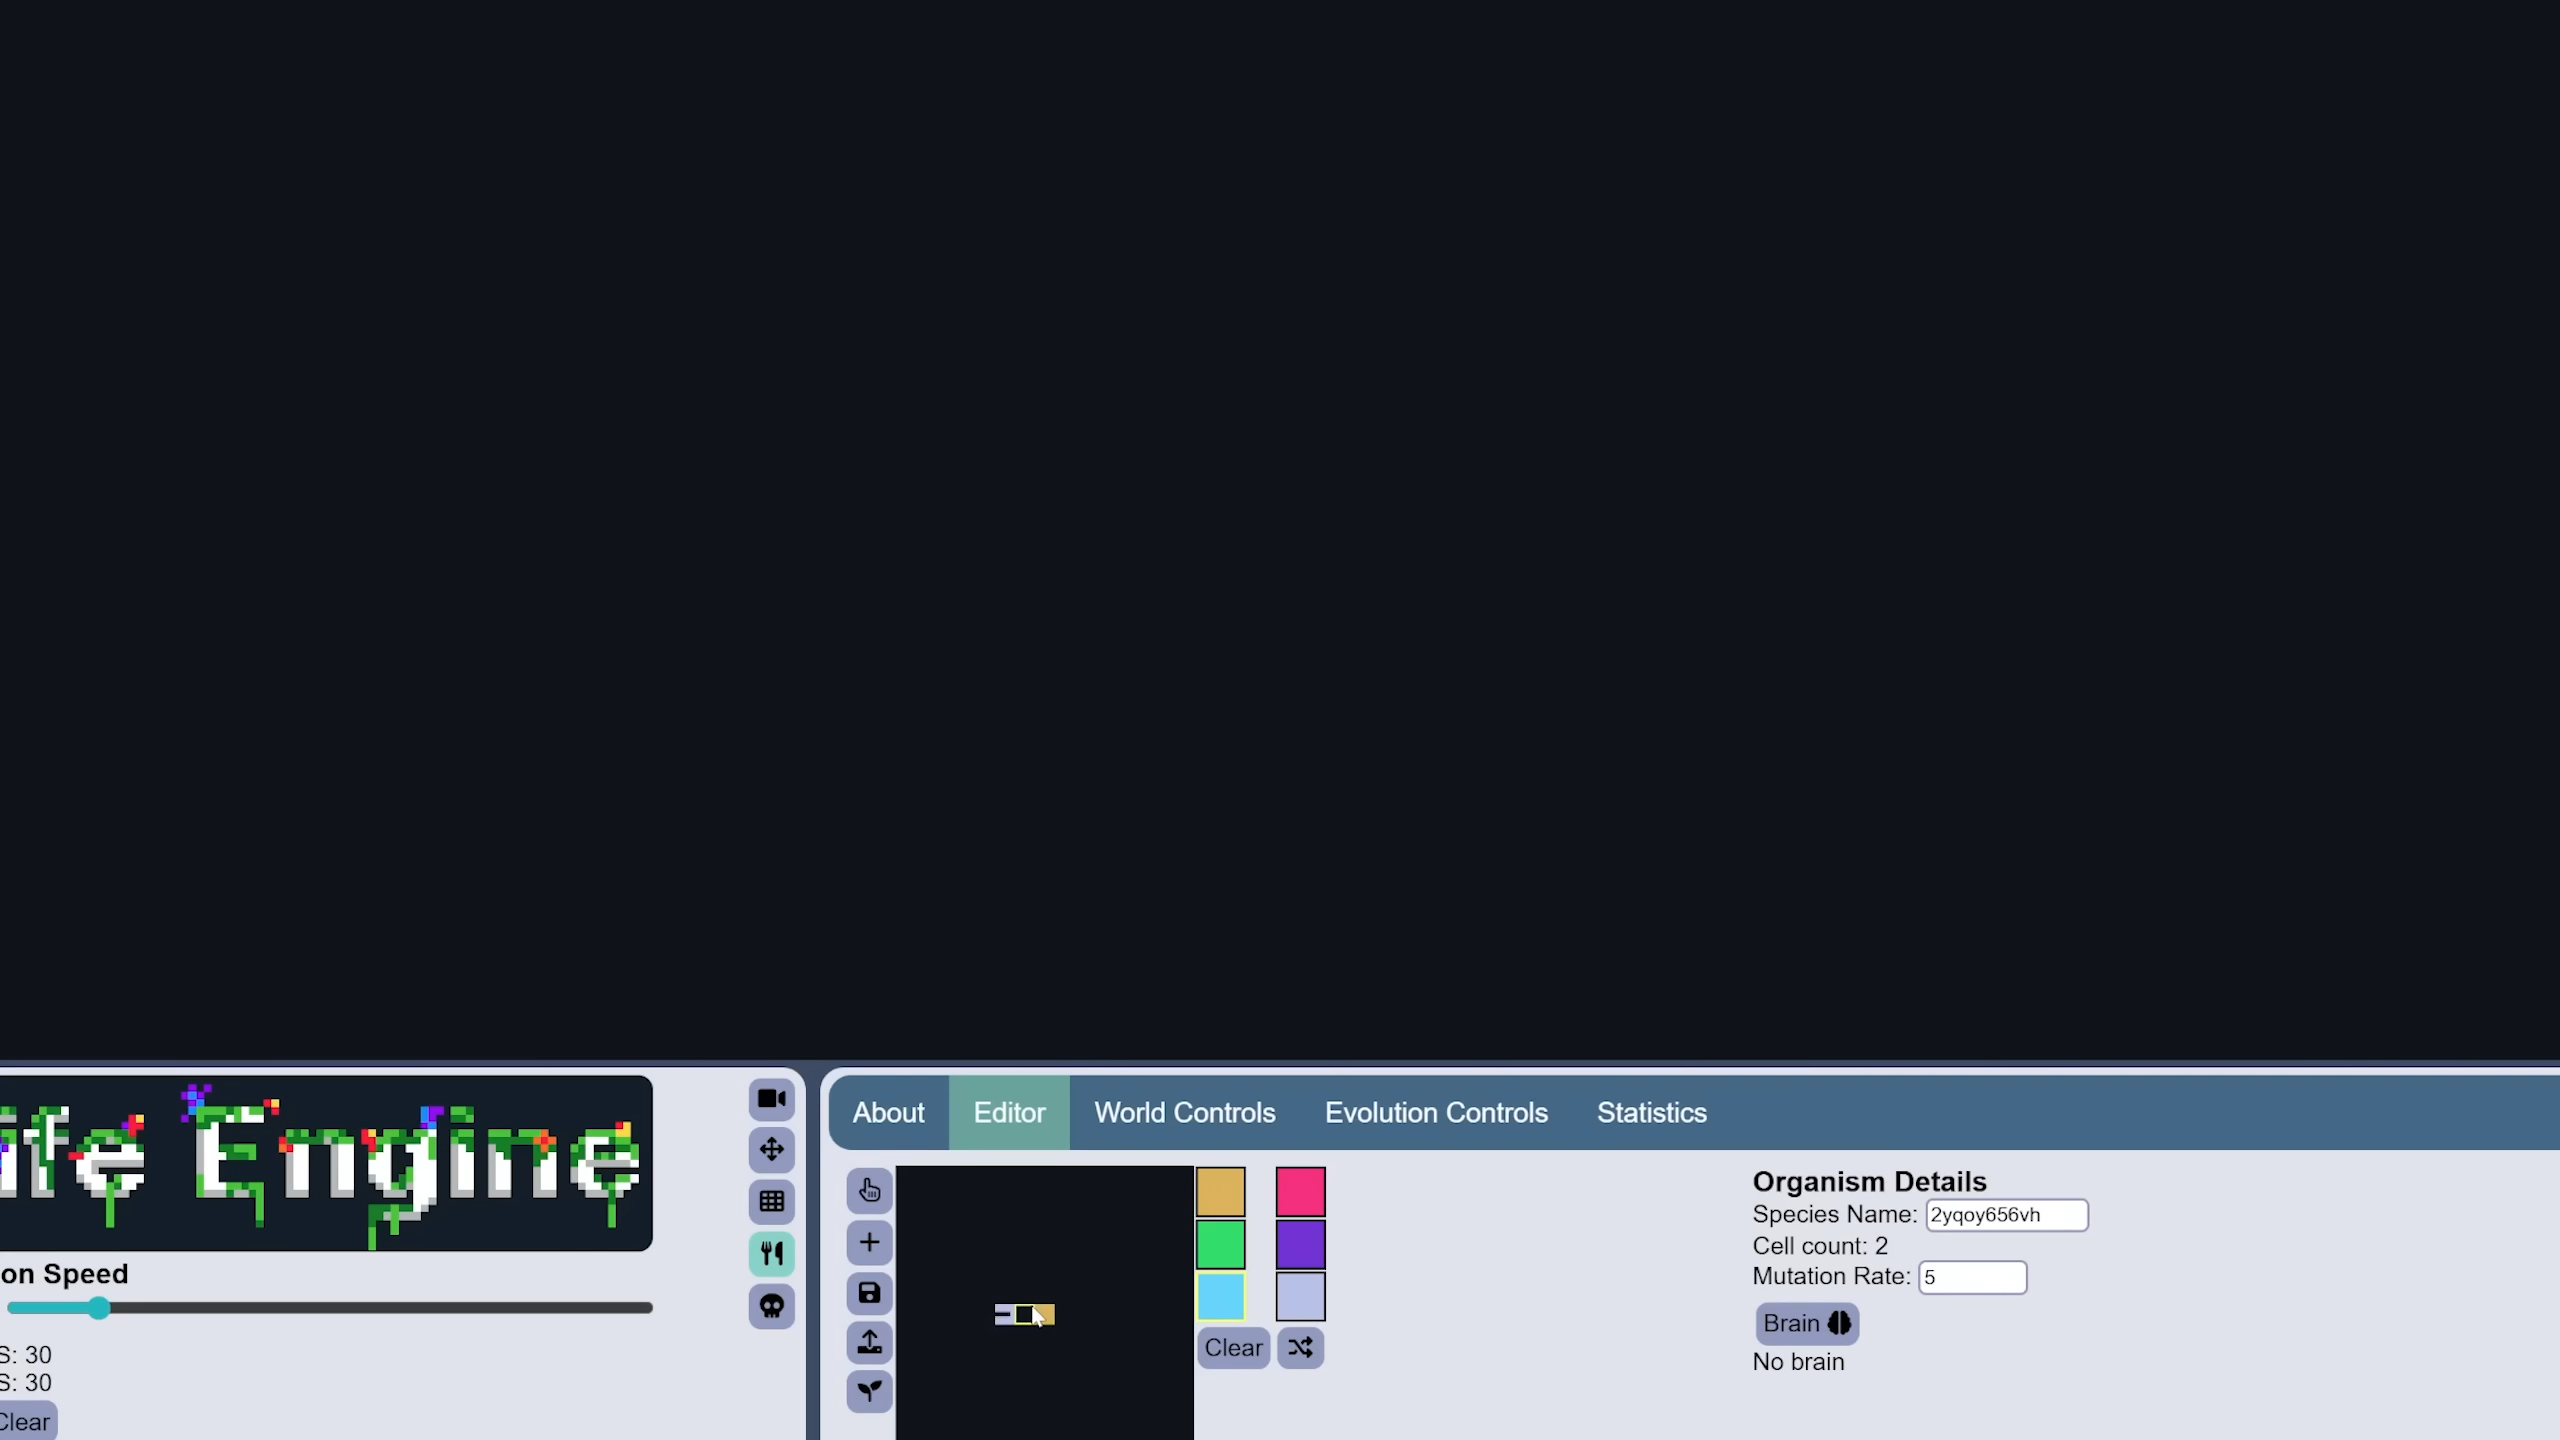 ife Engine
on Speed
S: 30
S: 30
Clear
About
Editor
World Controls
Evolution Controls
Statistics
Clear
Organism Details
Species Name: 2yqoy656vh
Cell count: 2
Mutation Rate: 5
Brain
No brain